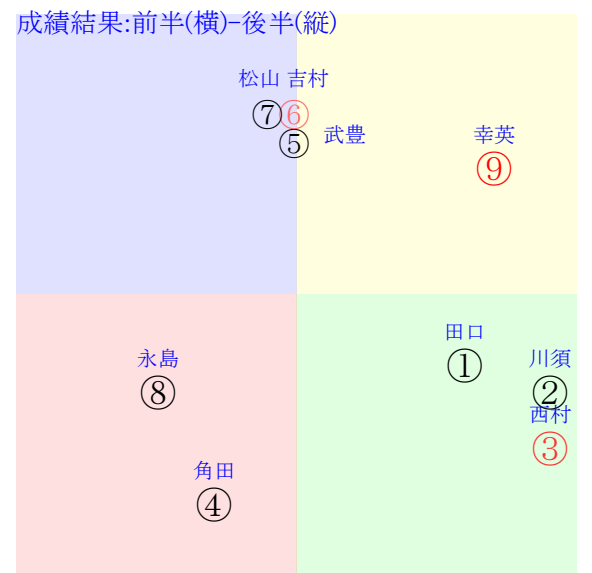 成績結果:前半(横)-後半(縦)
松山 吉村
⑦⑥
⑤ 武豊
幸英
⑨
田口
①
川須
②
西村
③
永島
⑧
角田
④